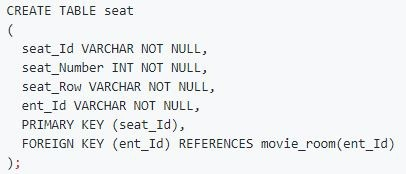 CREATE TABLE seat
(
  seat_Id VARCHAR NOT NULL,
  seat_Number INT NOT NULL,
  seat_Row VARCHAR NOT NULL,
  ent_Id VARCHAR NOT NULL,
  PRIMARY KEY (seat_Id),
  FOREIGN KEY (ent_Id) REFERENCES movie_room(ent_Id)
);